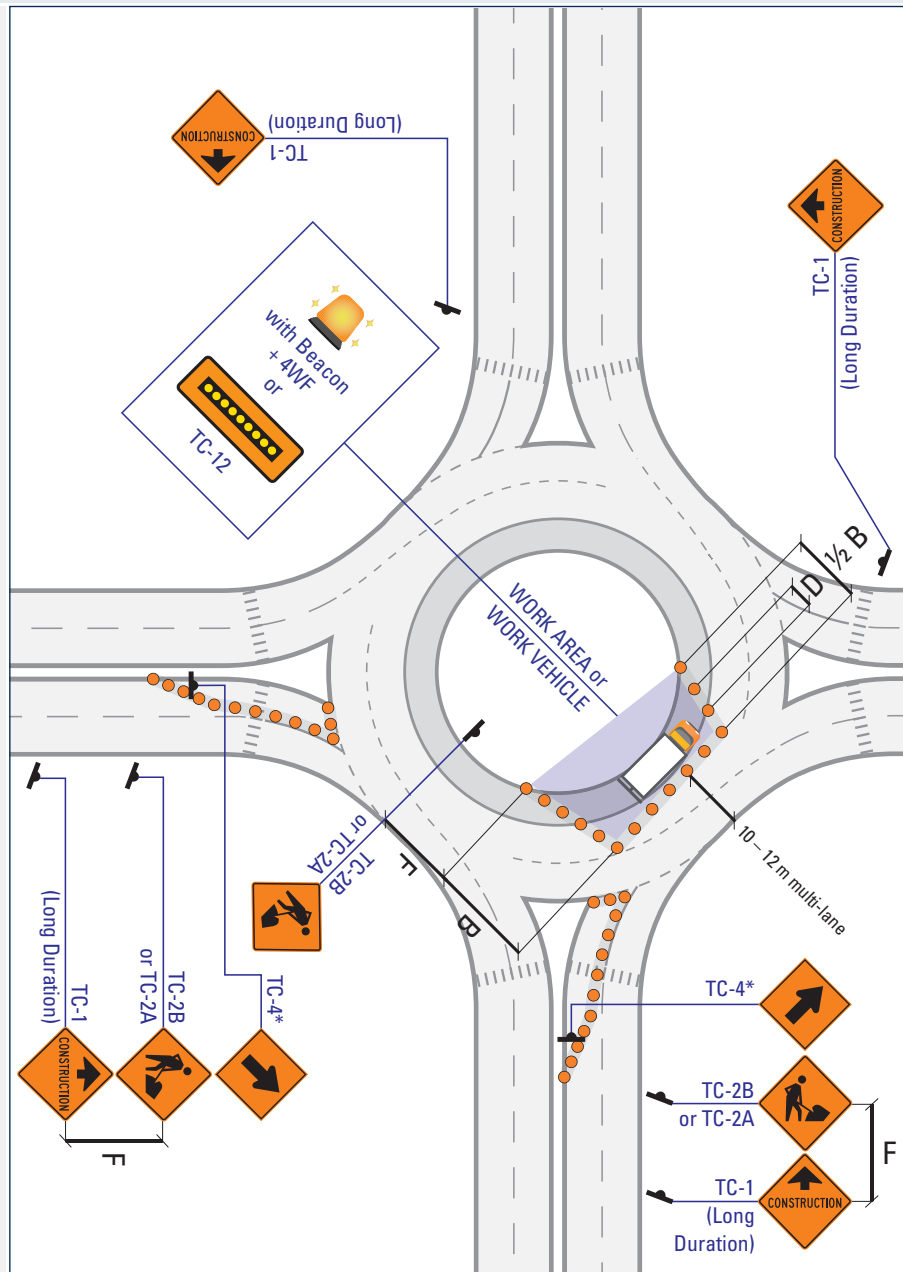 CONSTRUCTION
TC-1
(Long Duration)
CONSTRUCTION
TC-1
(Long Duration)
with Beacon
+ 4WF
or
TC-12
WORK AREA or
WORK VEHICLE
½ B
1D
10 – 12 m multi-lane
TC-2B
or TC-2A
F
B
TC-1
(Long Duration)
CONSTRUCTION
TC-2B
or TC-2A
TC-4*
F
TC-4*
TC-2B
or TC-2A
F
TC-1
(Long
Duration)
CONSTRUCTION